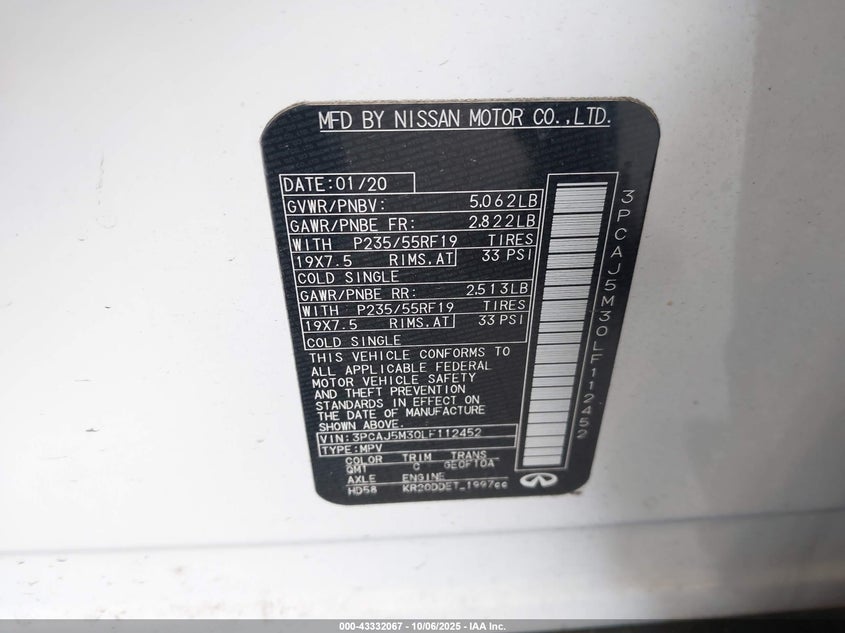 MFD BY NISSAN MOTOR CO.,LTD.
DATE:01/20
GVWR/PNBV: 5.062LB
GAWR/PNBE FR: 2.822LB
WITH P235/55RF19 TIRES
19X7.5 RIMS.AT 33 PSI
COLD SINGLE
GAWR/PNBE RR: 2.513LB
WITH P235/55RF19 TIRES
19X7.5 RIMS.AT 33 PSI
COLD SINGLE
THIS VEHICLE CONFORMS TO
ALL APPLICABLE FEDERAL
MOTOR VEHICLE SAFETY
AND THEFT PREVENTION
STANDARDS IN EFFECT ON
THE DATE OF MANUFACTURE
SHOWN ABOVE.
VIN:3PCAJ5M30LF112452
TYPE:MPV
COLOR TRIM TRANS
QM1 C GE0F10A
AXLE ENGINE
HD58 KR20DDET_1997cc
3PCAJ5M30LF112452
000-43332067 - 10/06/2025 - IAA Inc.